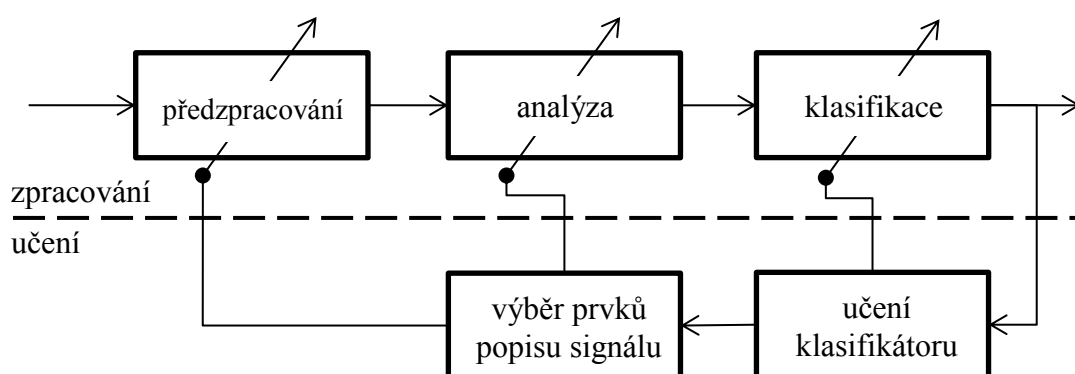 předzpracování
analýza
klasifikace
zpracování
učení
výběr prvků
popisu signálu
učení
klasifikátoru